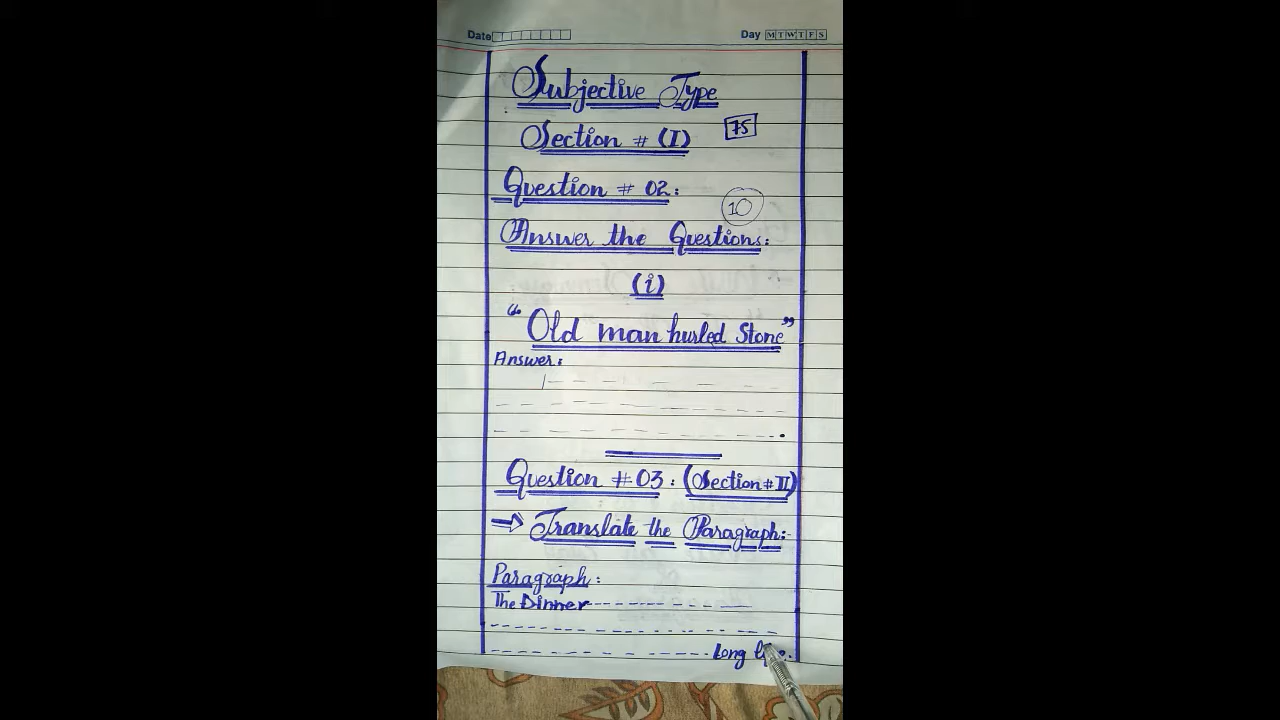 Date
Day M T W T F S
Subjective Type
Section # (I) 75
Question # 02:
10
Answer the Questions:
(i)
"Old man hurled Stone"
Answer:
Question #03: (Section # II)
⇒ Translate the Paragraph:-
Paragraph:
The Dinner
Long